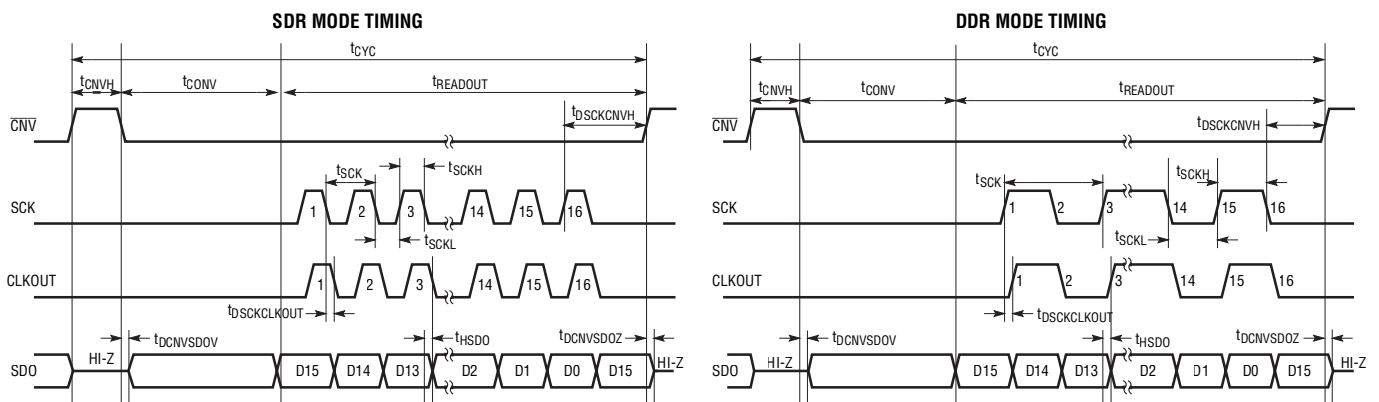 SDR MODE TIMING
tCYC
tCNVH
tCONV
tREADOUT
tDSCKCNVH
CNV
tSCK
tSCKH
SCK
1 2 3 14 15 16
tSCKL
CLKOUT
1 2 3 14 15 16
tDSCKCLKOUT
tDCNVSDOV
tHSDO
tDCNVSDOZ
SDO
HI-Z
D15 D14 D13 D2 D1 D0 D15
HI-Z
DDR MODE TIMING
tCYC
tCNVH
tCONV
tREADOUT
tDSCKCNVH
CNV
tSCK
tSCKH
SCK
1 2 3 14 15 16
tSCKL
CLKOUT
1 2 3 14 15 16
tDSCKCLKOUT
tDCNVSDOV
tHSDO
tDCNVSDOZ
SDO
HI-Z
D15 D14 D13 D2 D1 D0 D15
HI-Z